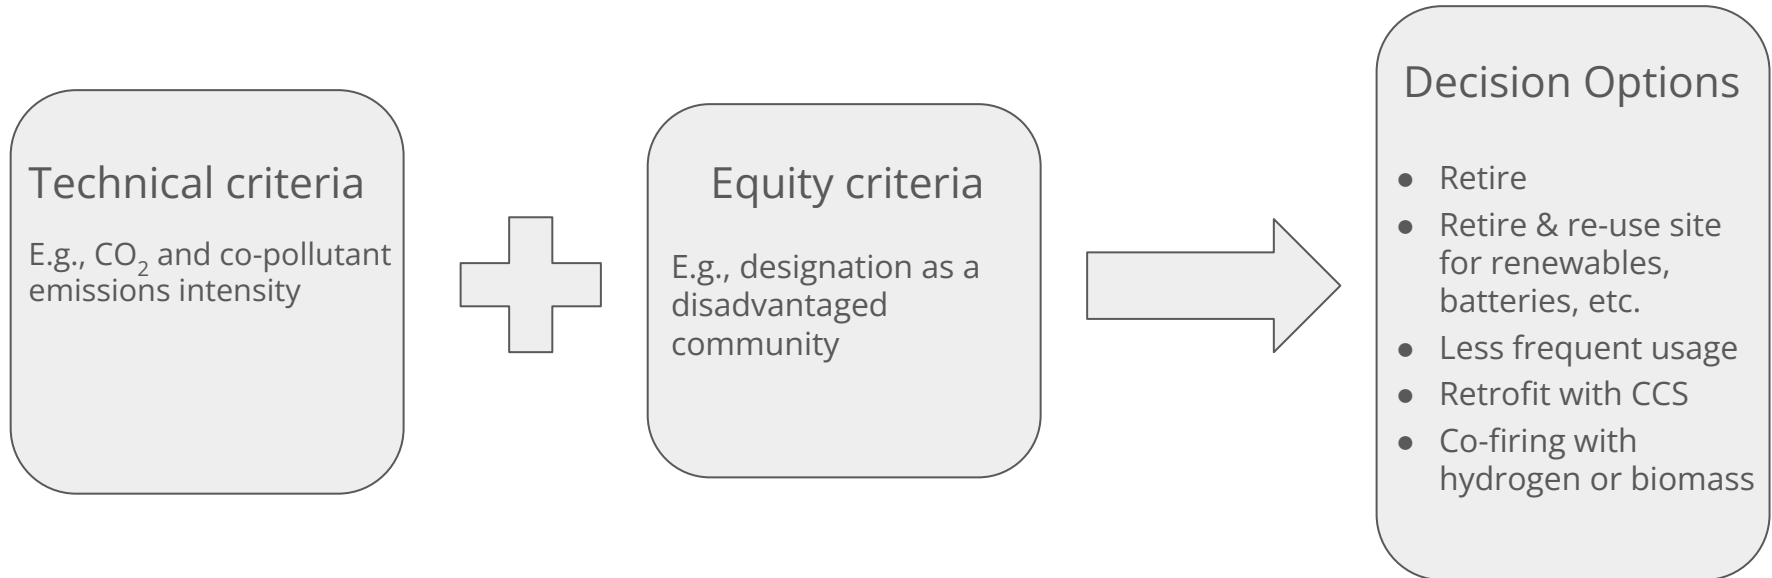 Technical criteria
E.g., CO₂ and co-pollutant
emissions intensity
Equity criteria
E.g., designation as a
disadvantaged
community
Decision Options
● Retire
● Retire & re-use site
for renewables,
batteries, etc.
● Less frequent usage
● Retrofit with CCS
● Co-firing with
hydrogen or biomass